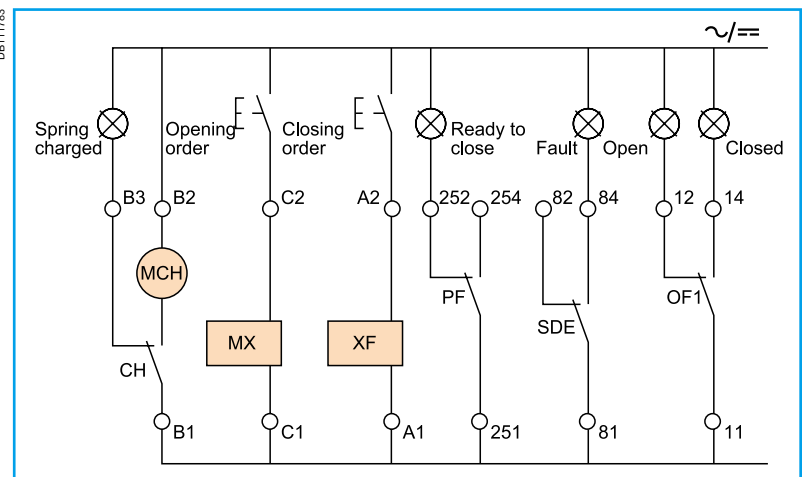 DB111783
~/==
Spring
charged
Opening
order
Closing
order
Ready to
close
Fault
Open
Closed
B3
B2
C2
A2
252
254
82
84
12
14
MCH
PF
OF1
SDE
MX
XF
CH
B1
C1
A1
251
81
11